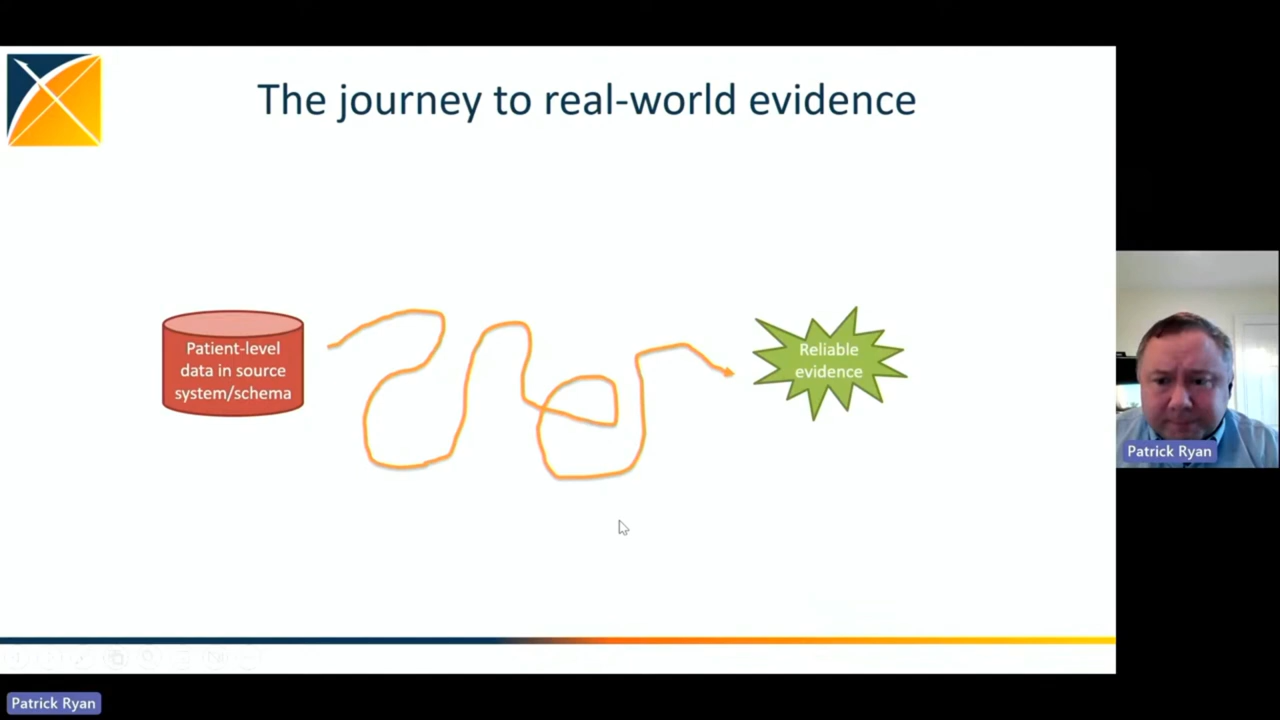 The journey to real-world evidence
Patient-level
data in source
system/schema
Reliable
evidence
Patrick Ryan
Patrick Ryan